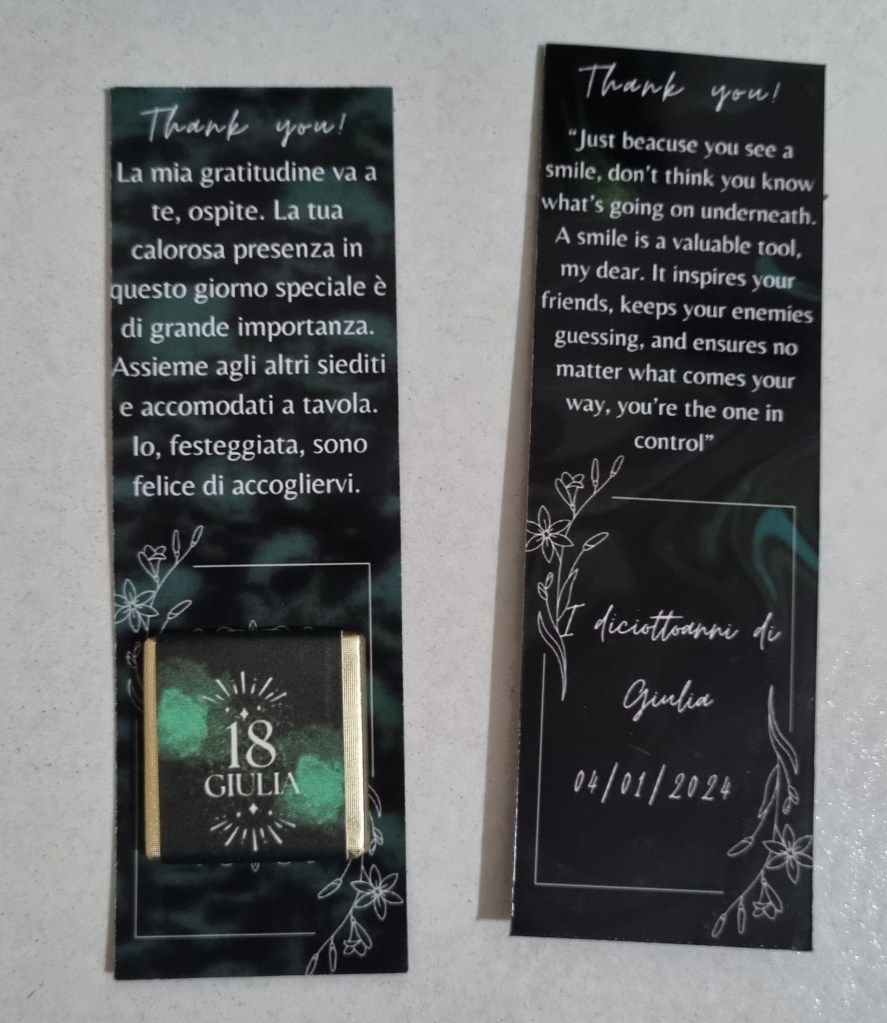 Thank you!
La mia gratitudine va a
te, ospite. La tua
calorosa presenza in
questo giorno speciale è
di grande importanza.
Assieme agli altri siediti
e accomodati a tavola.
Io, festeggiata, sono
felice di accogliervi.
18
GIULIA
Thank you!
"Just beacuse you see a
smile, don't think you know
what's going on underneath.
A smile is a valuable tool,
my dear. It inspires your
friends, keeps your enemies
guessing, and ensures no
matter what comes your
way, you're the one in
control"
I diciottoanni di
Giulia
04/01/2024